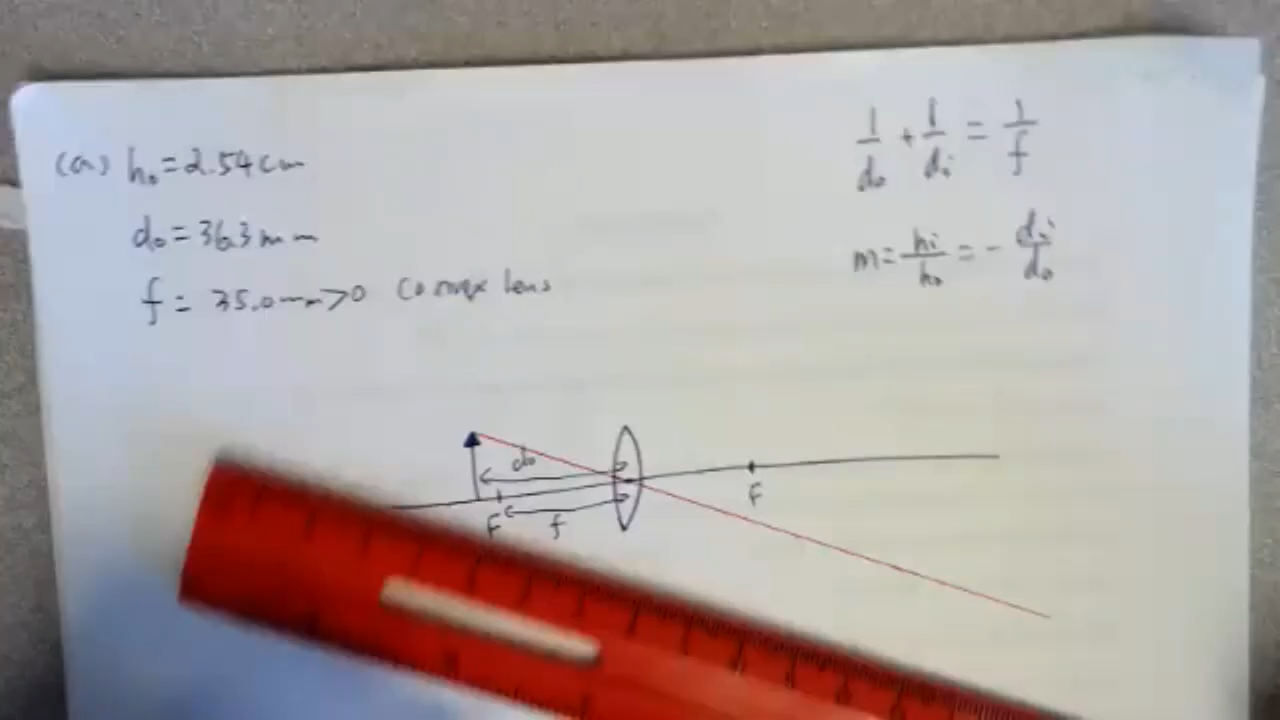 (a) h₀ = 2.54 cm
d₀ = 36.3 mm
f = 35.0 mm > 0 convex lens
1/d₀ + 1/dᵢ = 1/f
m = hᵢ/h₀ = - dᵢ/d₀
d₀
F
f
F